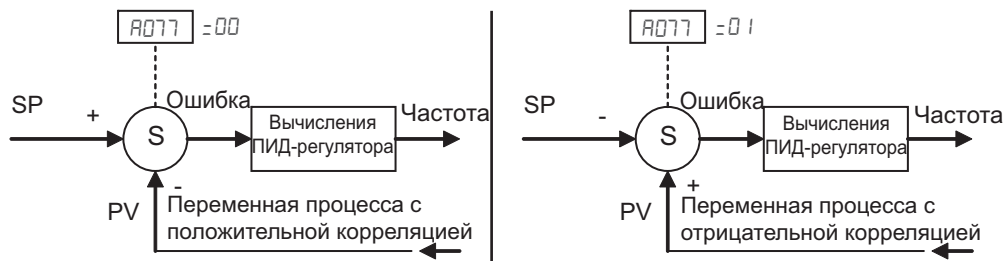 A077 =00
SP
+
Ошибка
Частота
S
Вычисления
ПИД-регулятора
-
PV
Переменная процесса с
положительной корреляцией
A077 =01
SP
-
Ошибка
Частота
S
Вычисления
ПИД-регулятора
+
PV
Переменная процесса с
отрицательной корреляцией